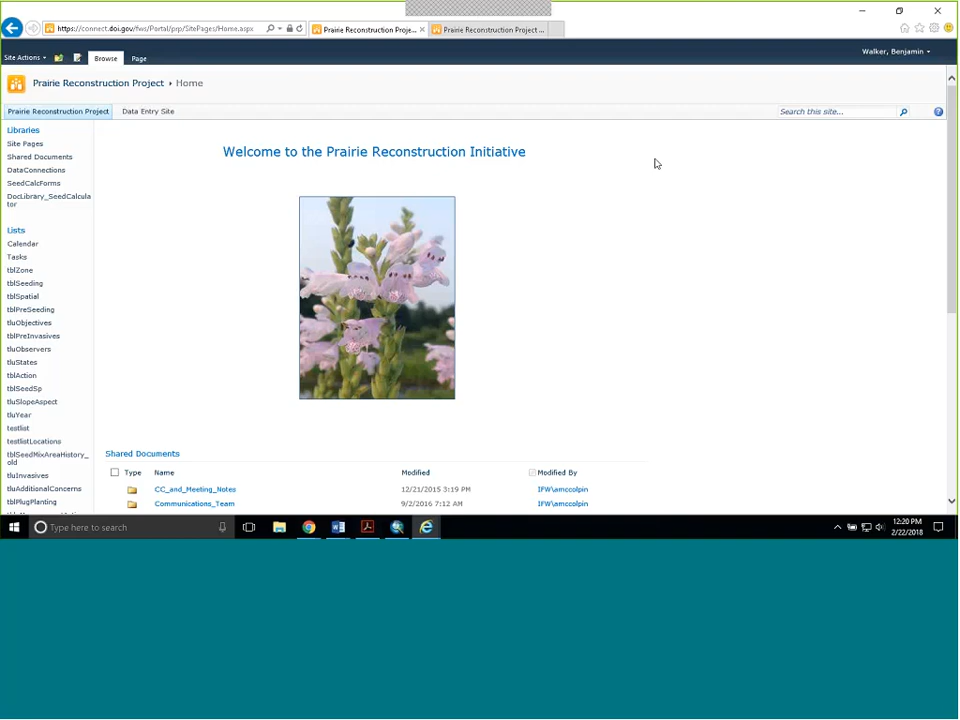 https://connect.doi.gov/fws/Portal/prp/SitePages/Home.aspx
Prairie Reconstruction Proje...
Prairie Reconstruction Project ...
Site Actions
Browse
Page
Walker, Benjamin
Prairie Reconstruction Project
Home
Prairie Reconstruction Project
Data Entry Site
Search this site...
Libraries
Site Pages
Shared Documents
DataConnections
SeedCalcForms
DocLibrary_SeedCalcula
tor
Lists
Calendar
Tasks
tblZone
tblSeeding
tblSpatial
tblPreSeeding
tluObjectives
tblPreInvasives
tluObservers
tluStates
tblAction
tblSeedSp
tluSlopeAspect
tluYear
testlist
testlistLocations
tblSeedMixAreaHistory_
old
tluInvasives
tluAdditionalConcerns
tblPlugPlanting
Welcome to the Prairie Reconstruction Initiative
Shared Documents
Type Name Modified Modified By
CC_and_Meeting_Notes 12/21/2015 3:19 PM IFW\amccolpin
Communications_Team 9/2/2016 7:12 AM IFW\amccolpin
Type here to search
12:20 PM
2/22/2018